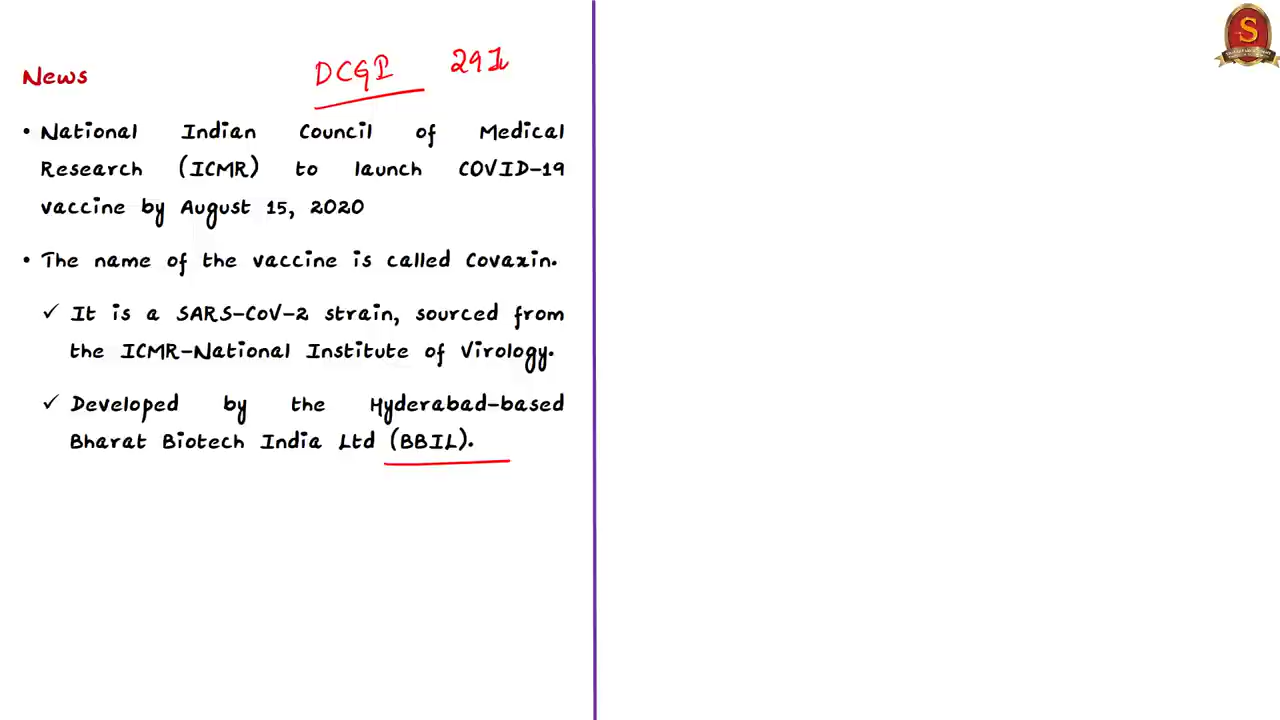 News
DCGI
• National Indian Council of Medical
Research (ICMR) to launch COVID-19
vaccine by August 15, 2020
• The name of the vaccine is called Covaxin.
✓ It is a SARS-CoV-2 strain, sourced from
the ICMR-National Institute of Virology.
✓ Developed by the Hyderabad-based
Bharat Biotech India Ltd (BBIL).
S